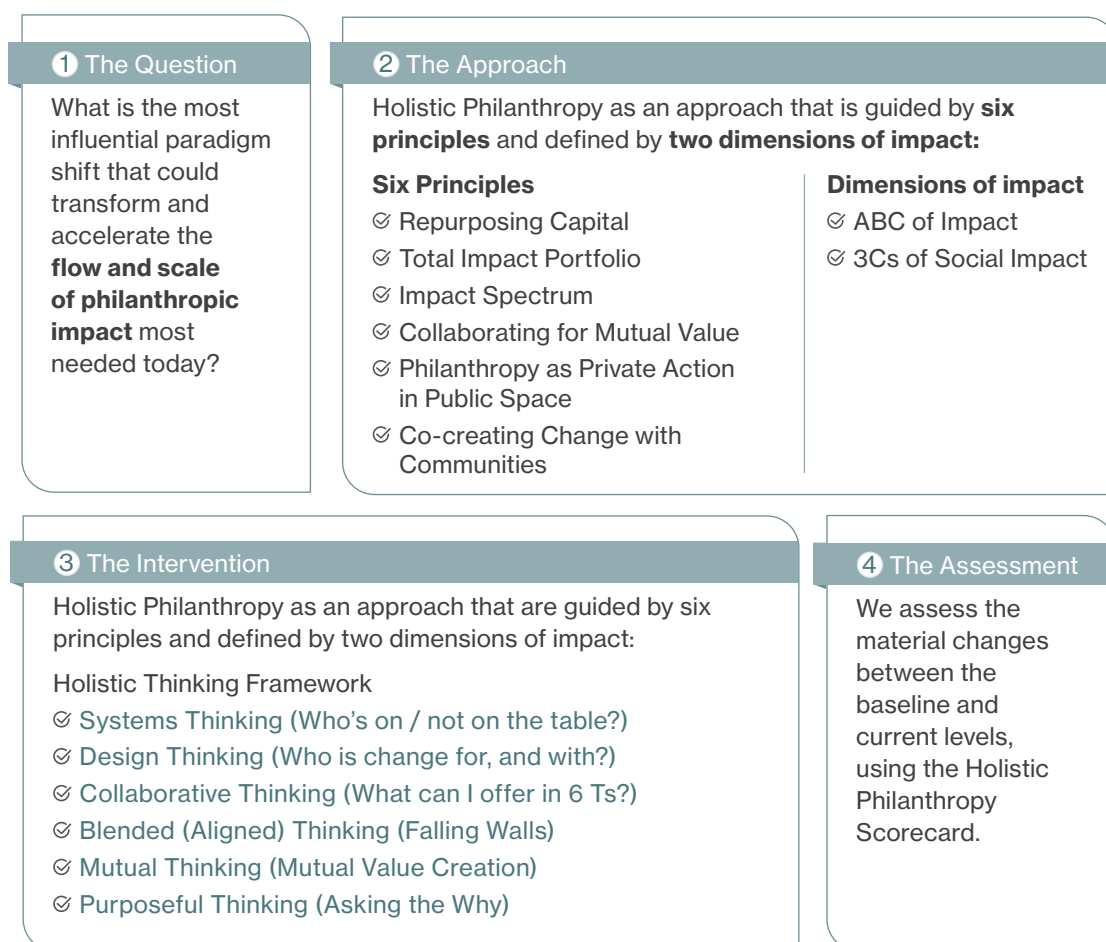 1 The Question
What is the most
influential paradigm
shift that could
transform and
accelerate the
flow and scale
of philanthropic
impact most
needed today?
2 The Approach
Holistic Philanthropy as an approach that is guided by six
principles and defined by two dimensions of impact:
Six Principles
Repurposing Capital
Total Impact Portfolio
Impact Spectrum
Collaborating for Mutual Value
Philanthropy as Private Action
in Public Space
Co-creating Change with
Communities
Dimensions of impact
ABC of Impact
3Cs of Social Impact
3 The Intervention
Holistic Philanthropy as an approach that are guided by six
principles and defined by two dimensions of impact:
Holistic Thinking Framework
Systems Thinking (Who's on / not on the table?)
Design Thinking (Who is change for, and with?)
Collaborative Thinking (What can I offer in 6 Ts?)
Blended (Aligned) Thinking (Falling Walls)
Mutual Thinking (Mutual Value Creation)
Purposeful Thinking (Asking the Why)
4 The Assessment
We assess the
material changes
between the
baseline and
current levels,
using the Holistic
Philanthropy
Scorecard.